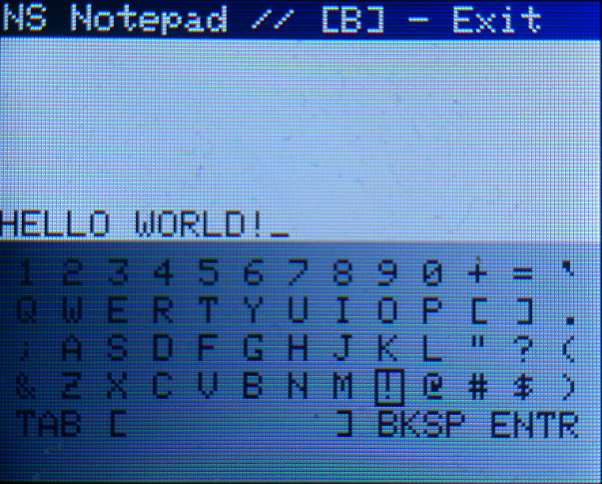 NS Notepad // [B] - Exit
HELLO WORLD!_
1 2 3 4 5 6 7 8 9 0 + = '
Q W E R T Y U I O P [ ] .
; A S D F G H J K L " ? (
& Z X C V B N M ! @ # $ )
TAB [ ] BKSP ENTR